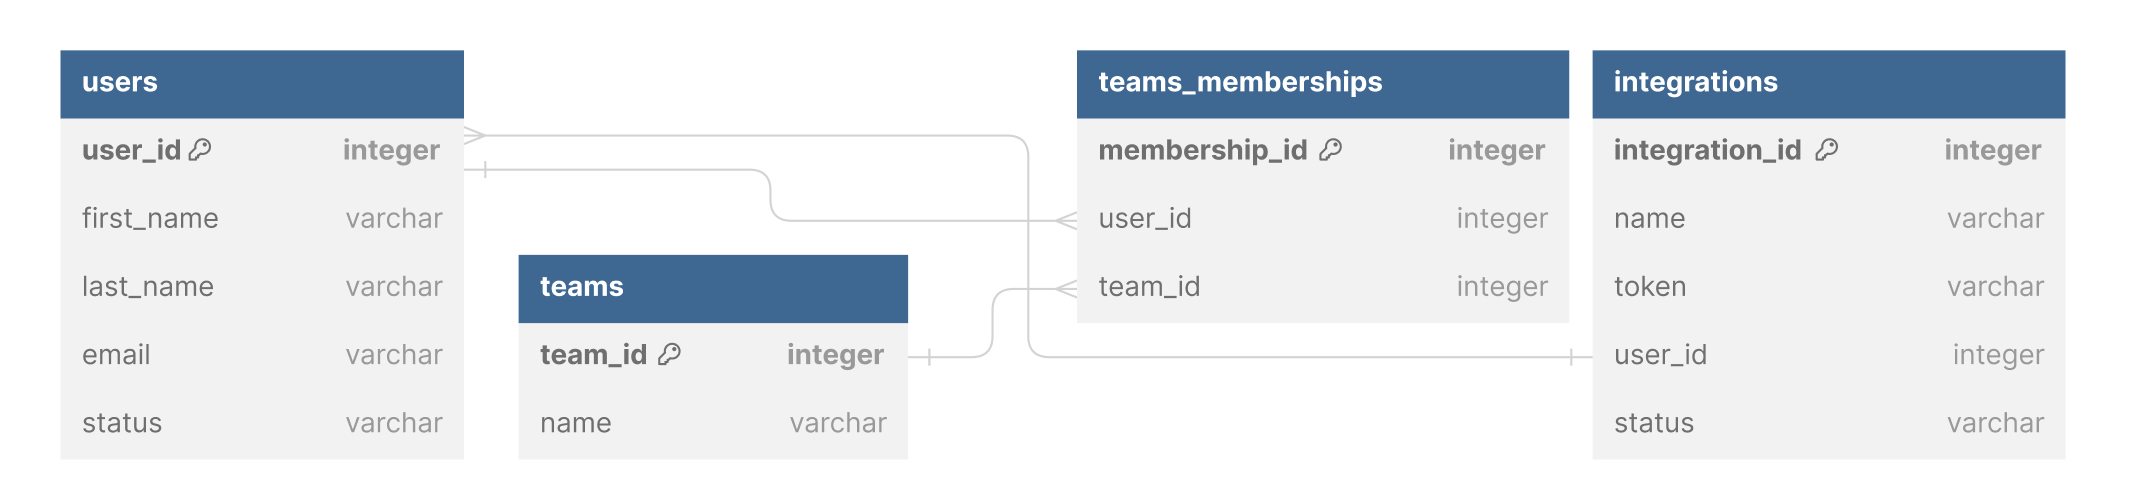 users
user_id integer
first_name varchar
last_name varchar
email varchar
status varchar
teams
team_id integer
name varchar
teams_memberships
membership_id integer
user_id integer
team_id integer
integrations
integration_id integer
name varchar
token varchar
user_id integer
status varchar